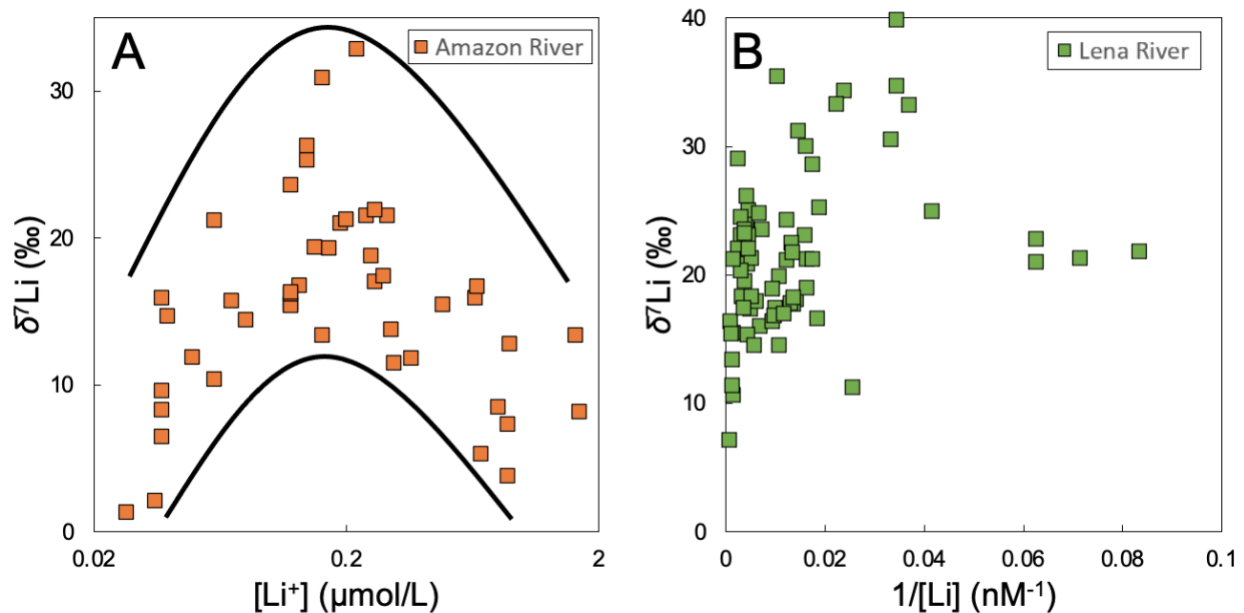 A
Amazon River
δ⁷Li (‰)
30
20
10
0
0.02
0.2
2
[Li⁺] (μmol/L)
B
Lena River
δ⁷Li (‰)
40
30
20
10
0
0
0.02
0.04
0.06
0.08
0.1
1/[Li] (nM⁻¹)